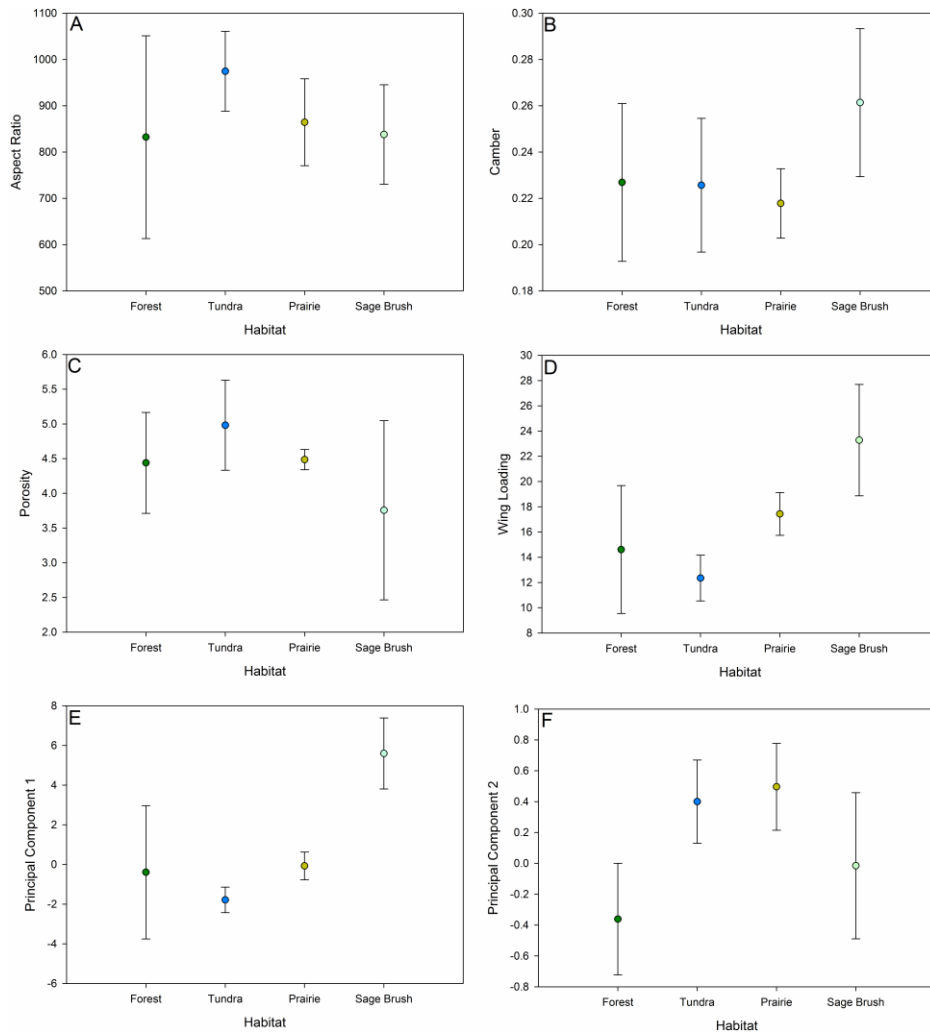 A
Aspect Ratio
1100
1000
900
800
700
600
500
Forest Tundra Prairie Sage Brush
Habitat
B
Camber
0.30
0.28
0.26
0.24
0.22
0.20
0.18
Forest Tundra Prairie Sage Brush
Habitat
C
Porosity
6.0
5.5
5.0
4.5
4.0
3.5
3.0
2.5
2.0
Forest Tundra Prairie Sage Brush
Habitat
D
Wing Loading
30
28
26
24
22
20
18
16
14
12
10
8
Forest Tundra Prairie Sage Brush
Habitat
E
Principal Component 1
8
6
4
2
0
-2
-4
-6
Forest Tundra Prairie Sage Brush
Habitat
F
Principal Component 2
1.0
0.8
0.6
0.4
0.2
0.0
-0.2
-0.4
-0.6
-0.8
Forest Tundra Prairie Sage Brush
Habitat